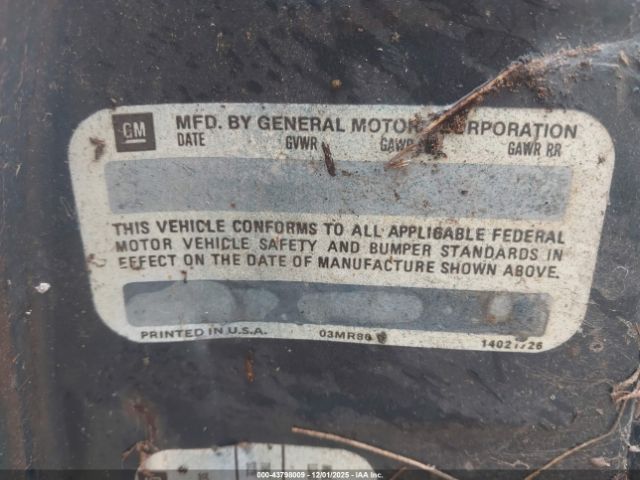 GM MFD. BY GENERAL MOTORS CORPORATION
DATE GVWR GAWR GAWR RR
THIS VEHICLE CONFORMS TO ALL APPLICABLE FEDERAL
MOTOR VEHICLE SAFETY AND BUMPER STANDARDS IN
EFFECT ON THE DATE OF MANUFACTURE SHOWN ABOVE.
PRINTED IN U.S.A. 03MR86
000-43798009 - 12/01/2025 - IAA Inc.